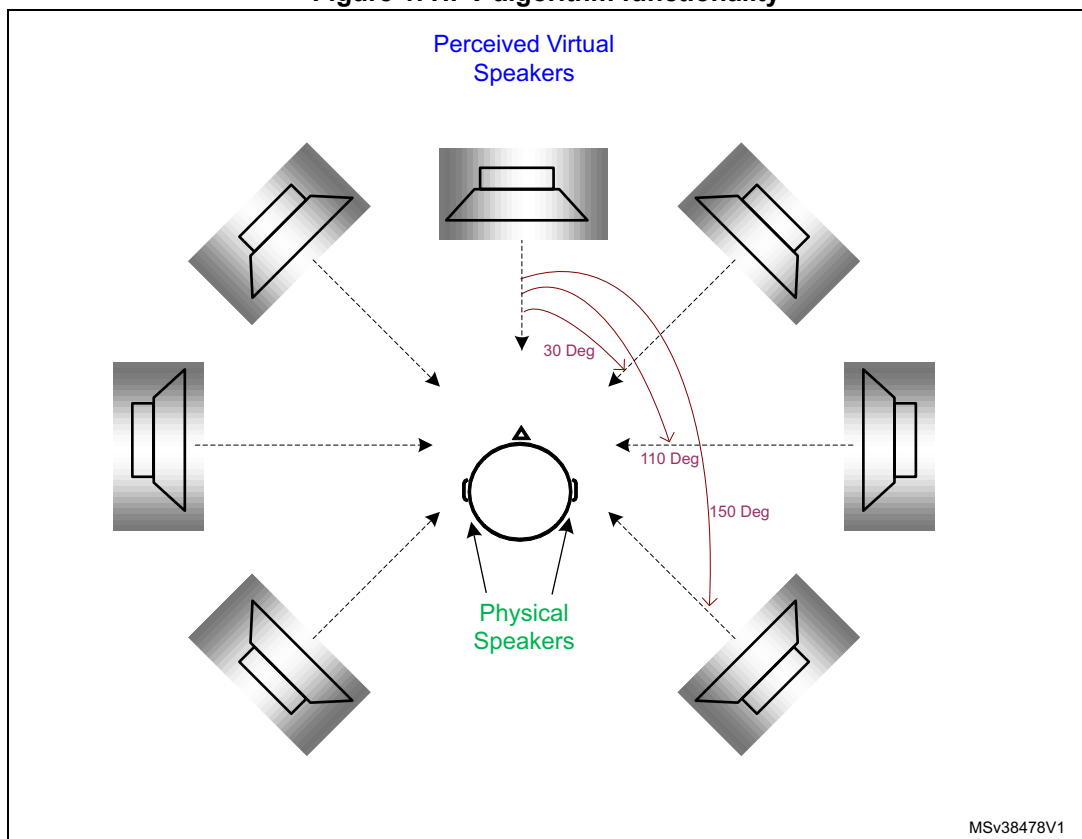 Perceived Virtual
Speakers
30 Deg
110 Deg
150 Deg
Physical
Speakers
MSv38478V1